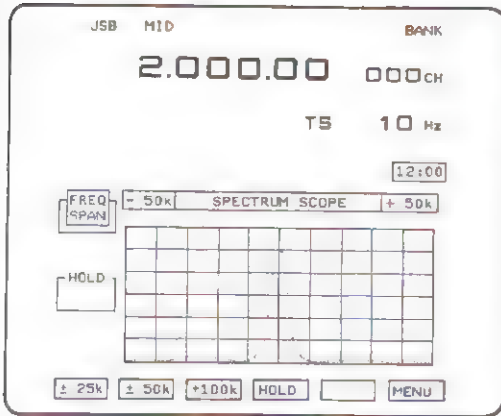 JSB MID BANK
2.000.00 000CH
TS 10 Hz
12:00
FREQ SPAN - 50k SPECTRUM SCOPE + 50k
HOLD
± 25k ± 50k +100k HOLD MENU